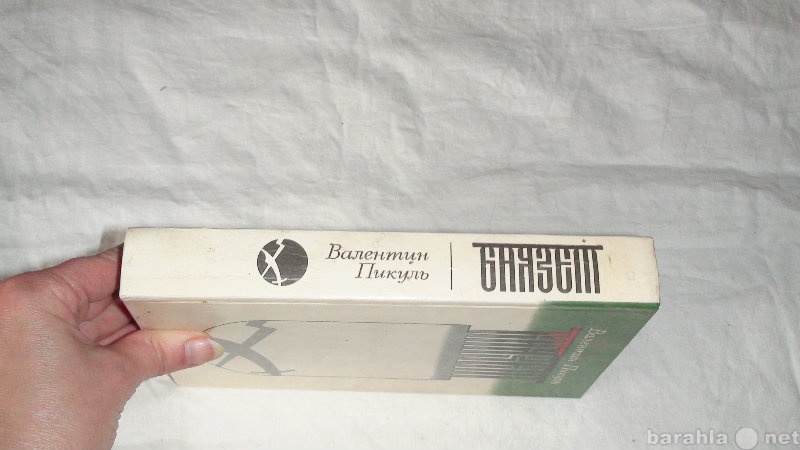 Валентин
Пикуль
БАЯЗЕТ
Валентин Пикуль
barahla.net